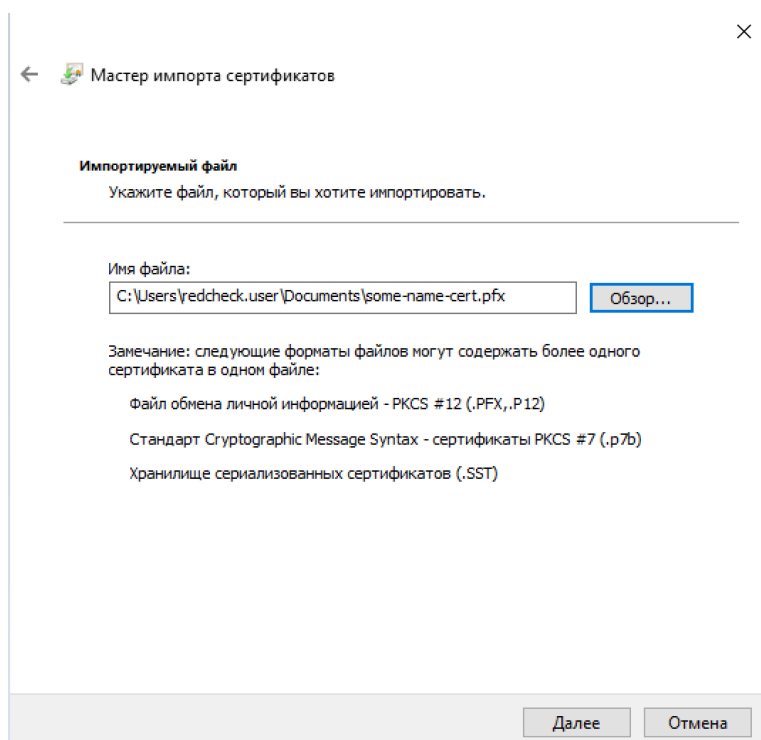 Мастер импорта сертификатов
Импортируемый файл
Укажите файл, который вы хотите импортировать.
Имя файла:
C:\Users\redcheck.user\Documents\some-name-cert.pfx
Обзор...
Замечание: следующие форматы файлов могут содержать более одного
сертификата в одном файле:
Файл обмена личной информацией - PKCS #12 (.PFX,.P12)
Стандарт Cryptographic Message Syntax - сертификаты PKCS #7 (.p7b)
Хранилище сериализованных сертификатов (.SST)
Далее
Отмена